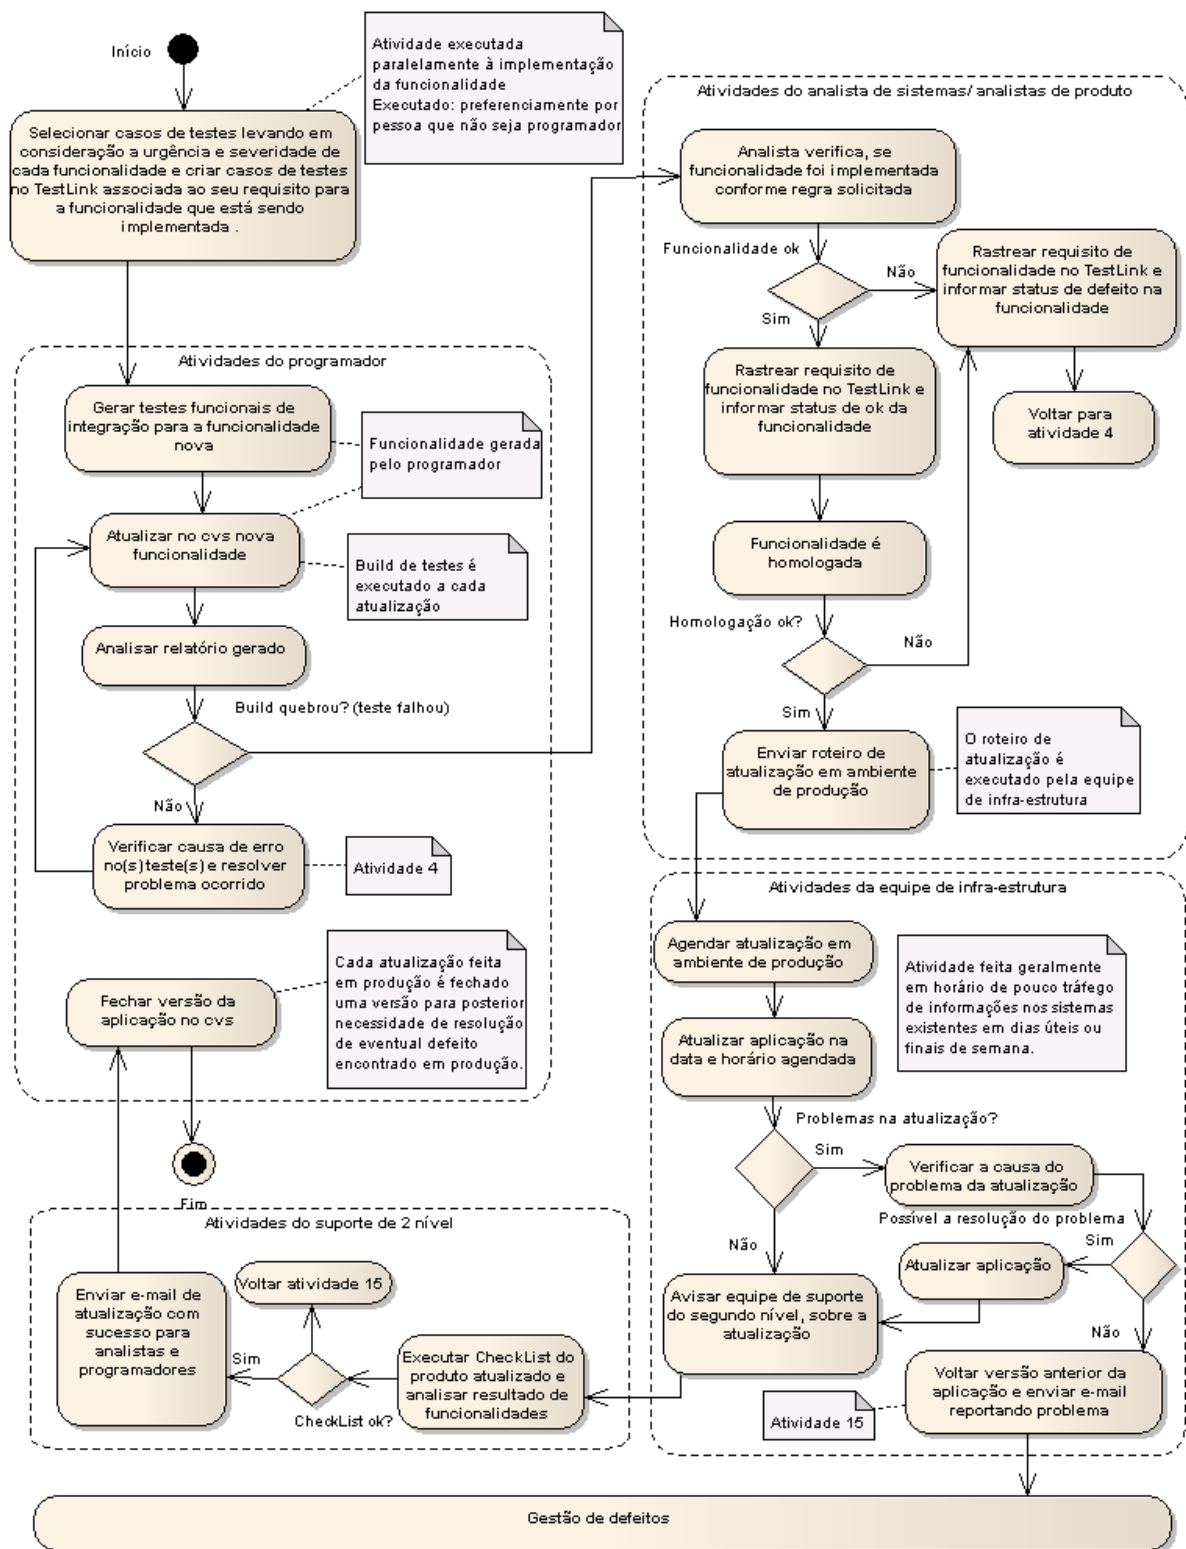 Início
Atividade executada
paralelamente à implementação
da funcionalidade
Executado: preferenciamente por
pessoa que não seja programador
Selecionar casos de testes levando em
consideração a urgência e severidade de
cada funcionalidade e criar casos de testes
no TestLink associada ao seu requisito para
a funcionalidade que está sendo
implementada .
Atividades do programador
Gerar testes funcionais de
integração para a funcionalidade
nova
Funcionalidade gerada
pelo programador
Atualizar no cvs nova
funcionalidade
Build de testes é
executado a cada
atualização
Analisar relatório gerado
Build quebrou? (teste falhou)
Não
Verificar causa de erro
no(s) teste(s) e resolver
problema ocorrido
Atividade 4
Cada atualização feita
em produção é fechado
uma versão para posterior
necessidade de resolução
de eventual defeito
encontrado em produção.
Fechar versão da
aplicação no cvs
Fim
Atividades do analista de sistemas/ analistas de produto
Analista verifica, se
funcionalidade foi implementada
conforme regra solicitada
Funcionalidade ok
Não
Sim
Rastrear requisito de
funcionalidade no TestLink e
informar status de defeito na
funcionalidade
Rastrear requisito de
funcionalidade no TestLink e
informar status de ok da
funcionalidade
Voltar para
atividade 4
Funcionalidade é
homologada
Homologação ok?
Não
Sim
Enviar roteiro de
atualização em ambiente
de produção
O roteiro de
atualização é
executado pela equipe
de infra-estrutura
Atividades da equipe de infra-estrutura
Agendar atualização em
ambiente de produção
Atividade feita geralmente
em horário de pouco tráfego
de informações nos sistemas
existentes em dias úteis ou
finais de semana.
Atualizar aplicação na
data e horário agendada
Problemas na atualização?
Sim
Verificar a causa do
problema da atualização
Possível a resolução do problema
Não
Sim
Atualizar aplicação
Avisar equipe de suporte
do segundo nível, sobre a
atualização
Não
Voltar versão anterior
da aplicação e enviar e-mail
reportando problema
Atividade 15
Atividades do suporte de 2 nível
Voltar atividade 15
Enviar e-mail de
atualização com
sucesso para
analistas e
programadores
Sim
CheckList ok?
Executar CheckList do
produto atualizado e
analisar resultado de
funcionalidades
Gestão de defeitos